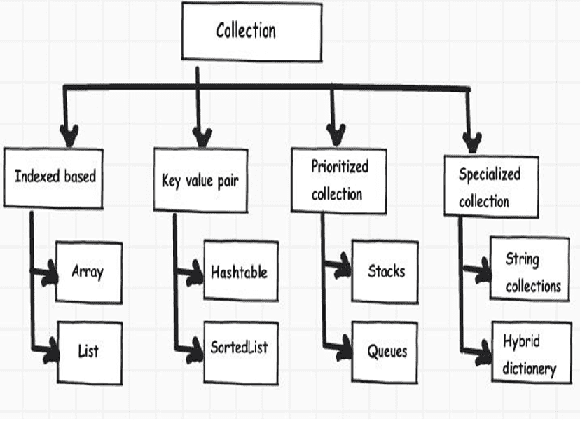 Collection
Indexed based
Key value pair
Prioritized
collection
Specialized
collection
Array
Hashtable
Stacks
String
collections
List
SortedList
Queues
Hybrid
dictionery